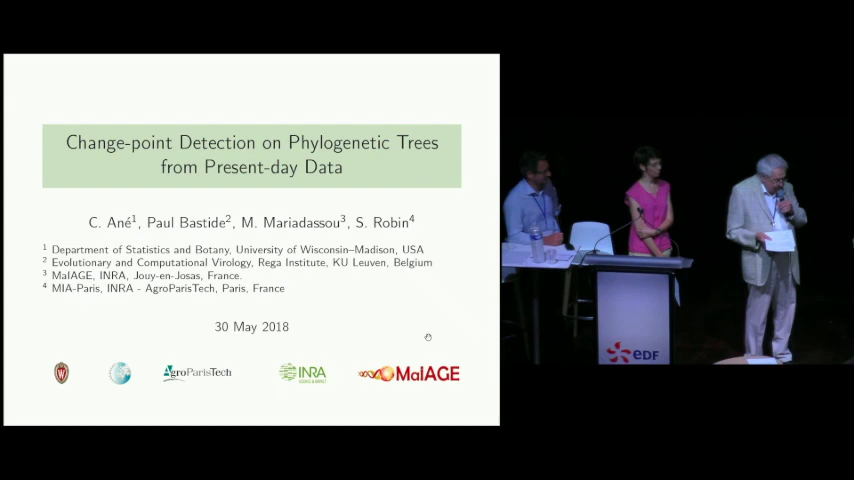 Change-point Detection on Phylogenetic Trees
from Present-day Data
C. Ané¹, Paul Bastide², M. Mariadassou³, S. Robin⁴
¹ Department of Statistics and Botany, University of Wisconsin–Madison, USA
² Evolutionary and Computational Virology, Rega Institute, KU Leuven, Belgium
³ MaIAGE, INRA, Jouy-en-Josas, France.
⁴ MIA-Paris, INRA - AgroParisTech, Paris, France
30 May 2018
AgroParisTech
INRA
SCIENCE & IMPACT
MaIAGE
eDF